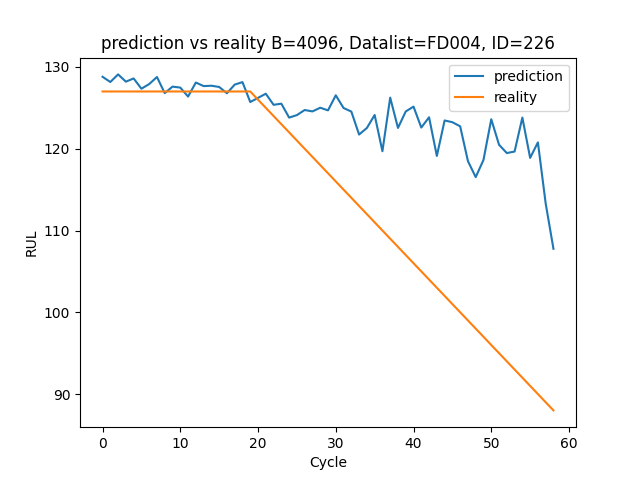 prediction vs reality B=4096, Datalist=FD004, ID=226
prediction
reality
130
120
110
100
90
RUL
0 10 20 30 40 50 60
Cycle